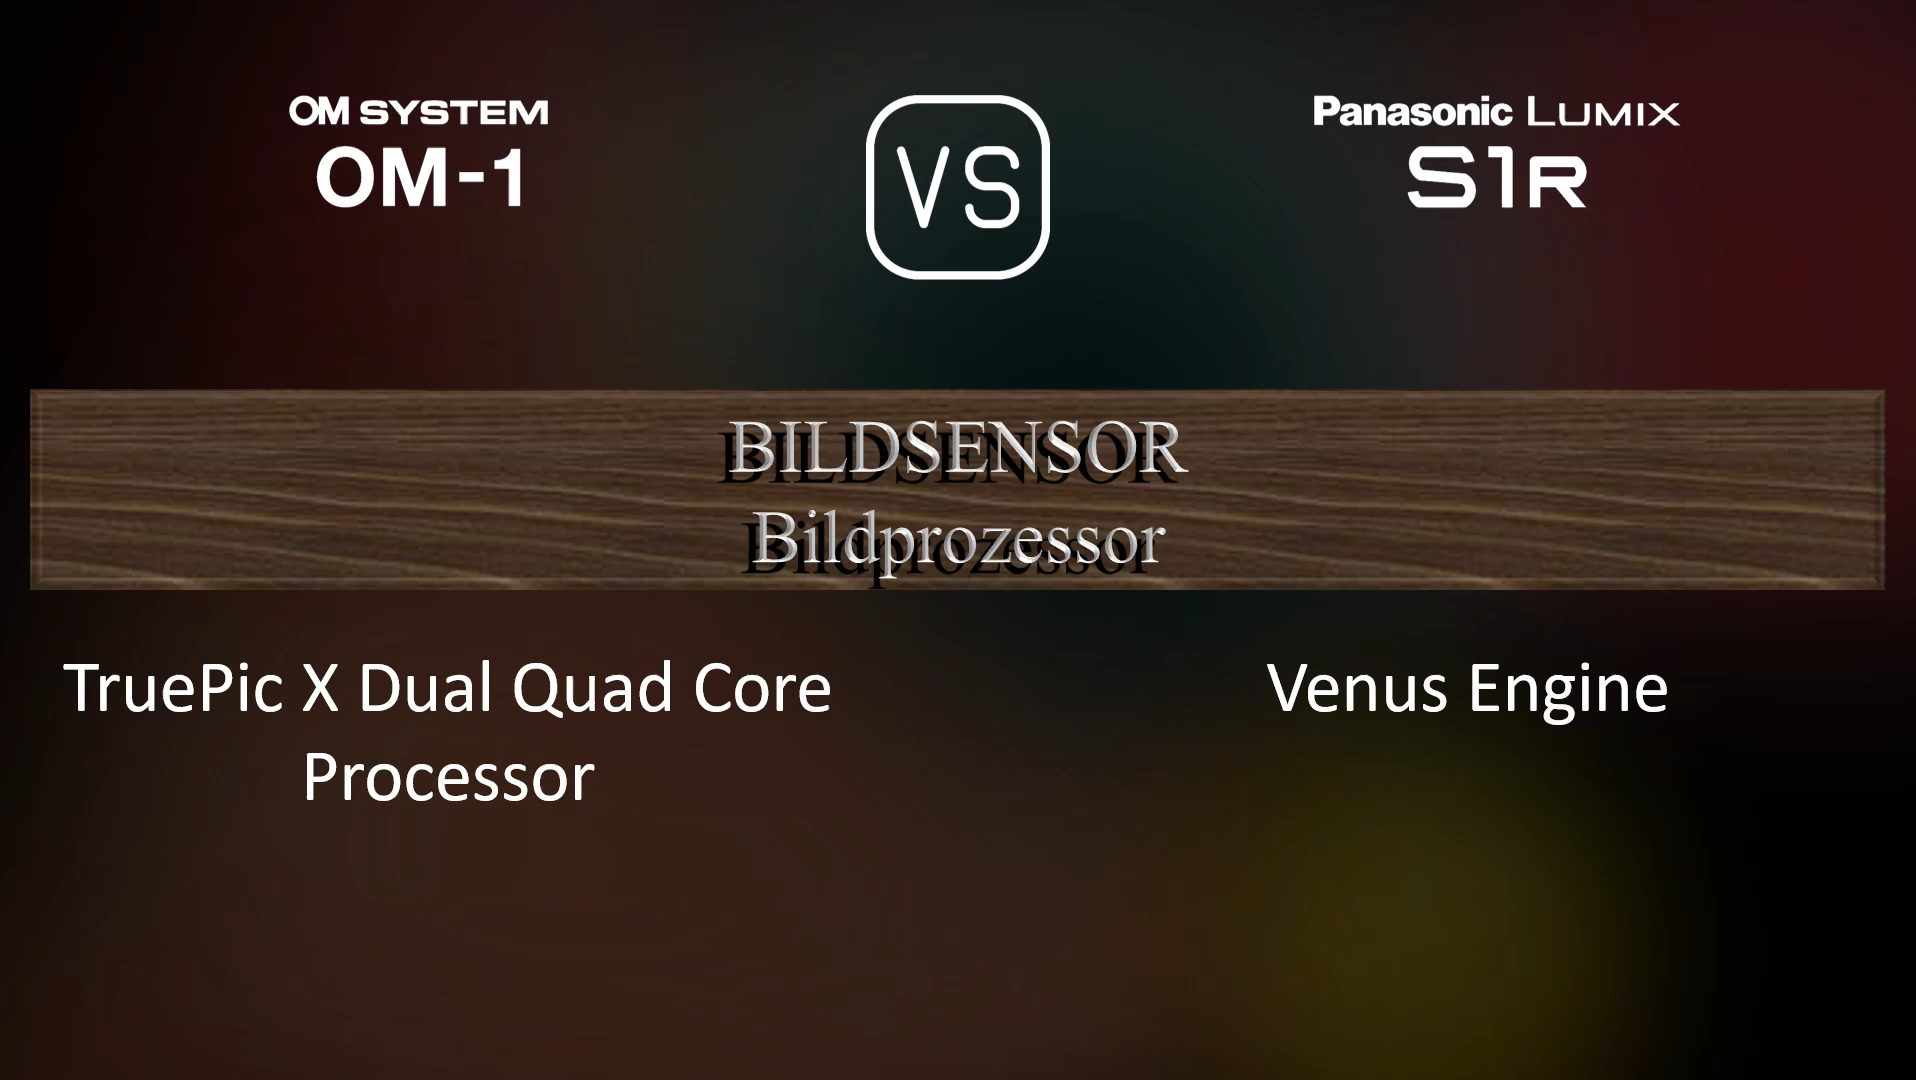 OM SYSTEM
OM-1
VS
Panasonic LUMIX
S1R
BILDSENSOR
Bildprozessor
TruePic X Dual Quad Core
Processor
Venus Engine